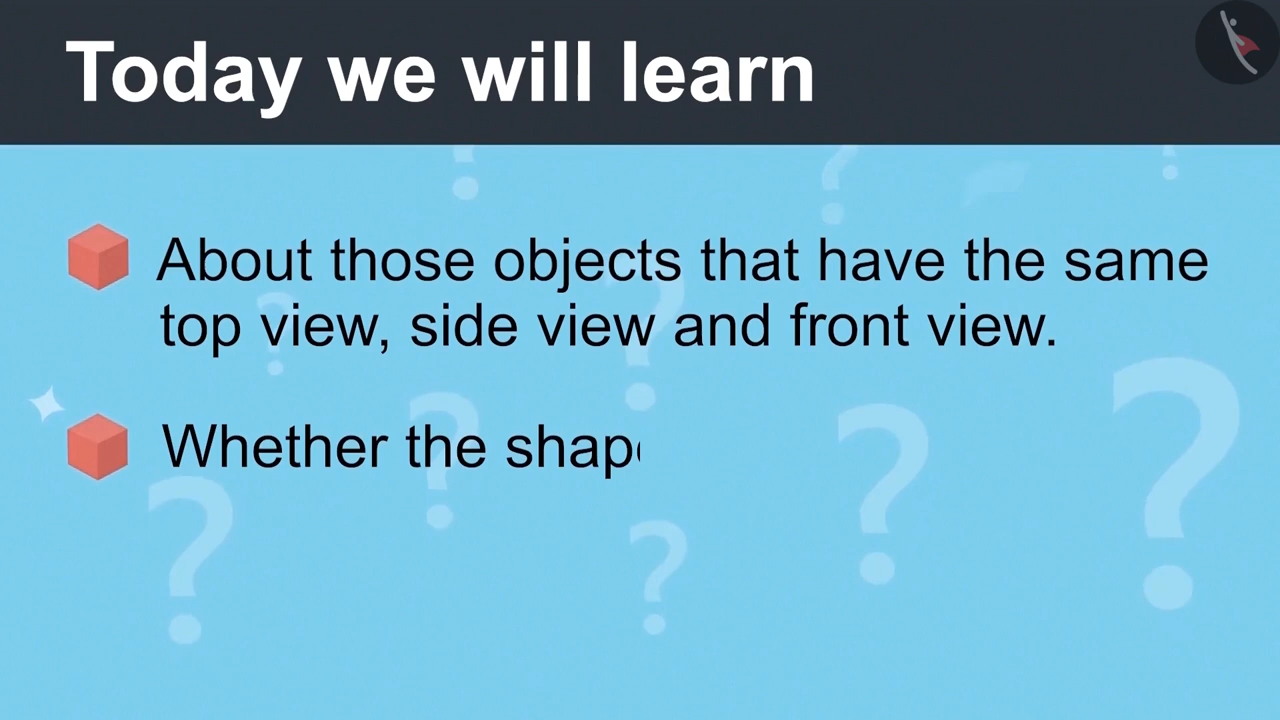 Today we will learn
About those objects that have the same
top view, side view and front view.
Whether the